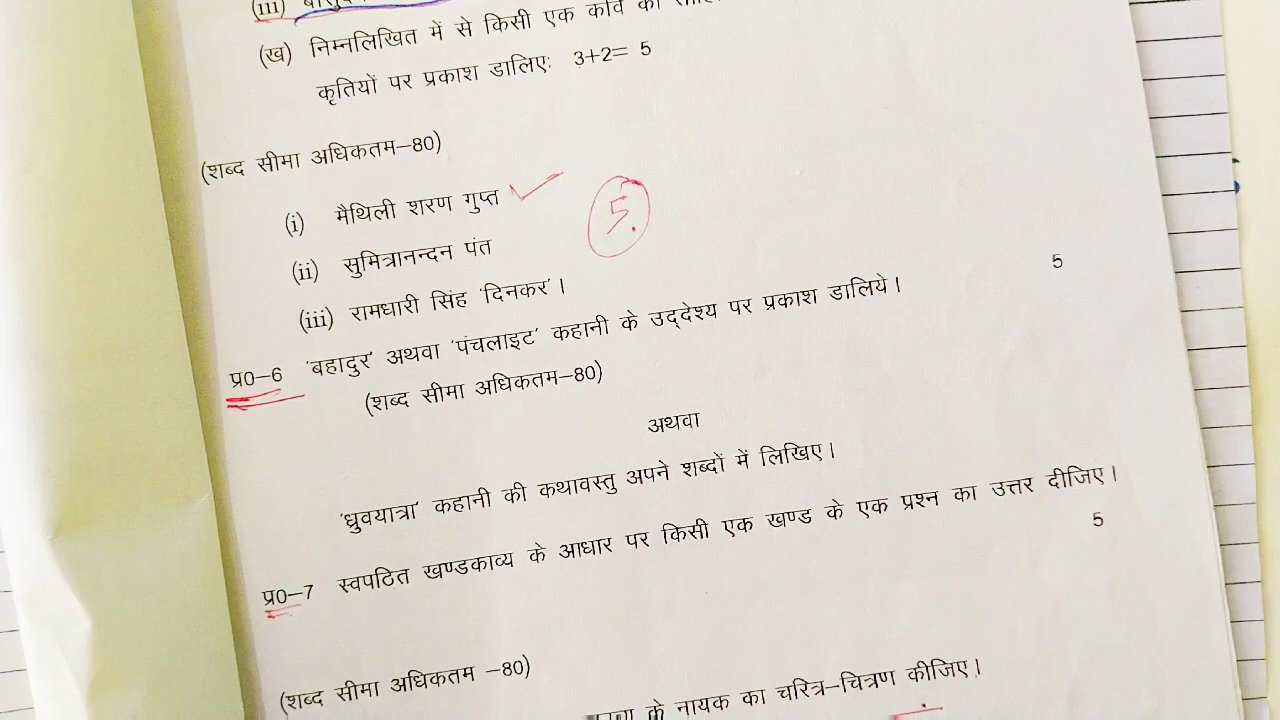 (iii)
(ख) निम्नलिखित में से किसी एक कवि का
कृतियों पर प्रकाश डालिएः 3+2= 5
(शब्द सीमा अधिकतम–80)
(i) मैथिली शरण गुप्त
5.
(ii) सुमित्रानन्दन पंत
(iii) रामधारी सिंह 'दिनकर'।
प्र0–6 'बहादुर' अथवा 'पंचलाइट' कहानी के उद्देश्य पर प्रकाश डालिये। 5
(शब्द सीमा अधिकतम–80)
अथवा
'ध्रुवयात्रा' कहानी की कथावस्तु अपने शब्दों में लिखिए।
प्र0–7 स्वपठित खण्डकाव्य के आधार पर किसी एक खण्ड के एक प्रश्न का उत्तर दीजिए।
5
(शब्द सीमा अधिकतम –80)
के नायक का चरित्र–चित्रण कीजिए।